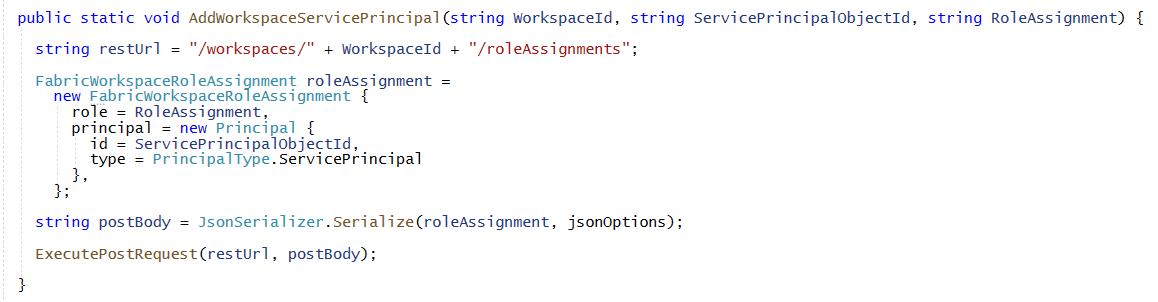 public static void AddWorkspaceServicePrincipal(string WorkspaceId, string ServicePrincipalObjectId, string RoleAssignment) {
string restUrl = "/workspaces/" + WorkspaceId + "/roleAssignments";
FabricWorkspaceRoleAssignment roleAssignment =
new FabricWorkspaceRoleAssignment {
role = RoleAssignment,
principal = new Principal {
id = ServicePrincipalObjectId,
type = PrincipalType.ServicePrincipal
},
};
string postBody = JsonSerializer.Serialize(roleAssignment, jsonOptions);
ExecutePostRequest(restUrl, postBody);
}